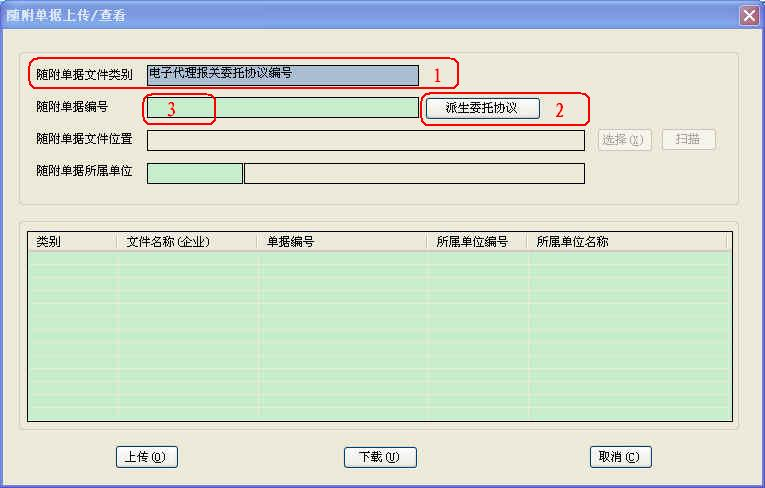 随附单据上传/查看
随附单据文件类别 电子代理报关委托协议编号 1
随附单据编号 3 派生委托协议 2
随附单据文件位置 选择(X) 扫描
随附单据所属单位
类别 文件名称(企业) 单据编号 所属单位编号 所属单位名称
上传(O) 下载(U) 取消(C)